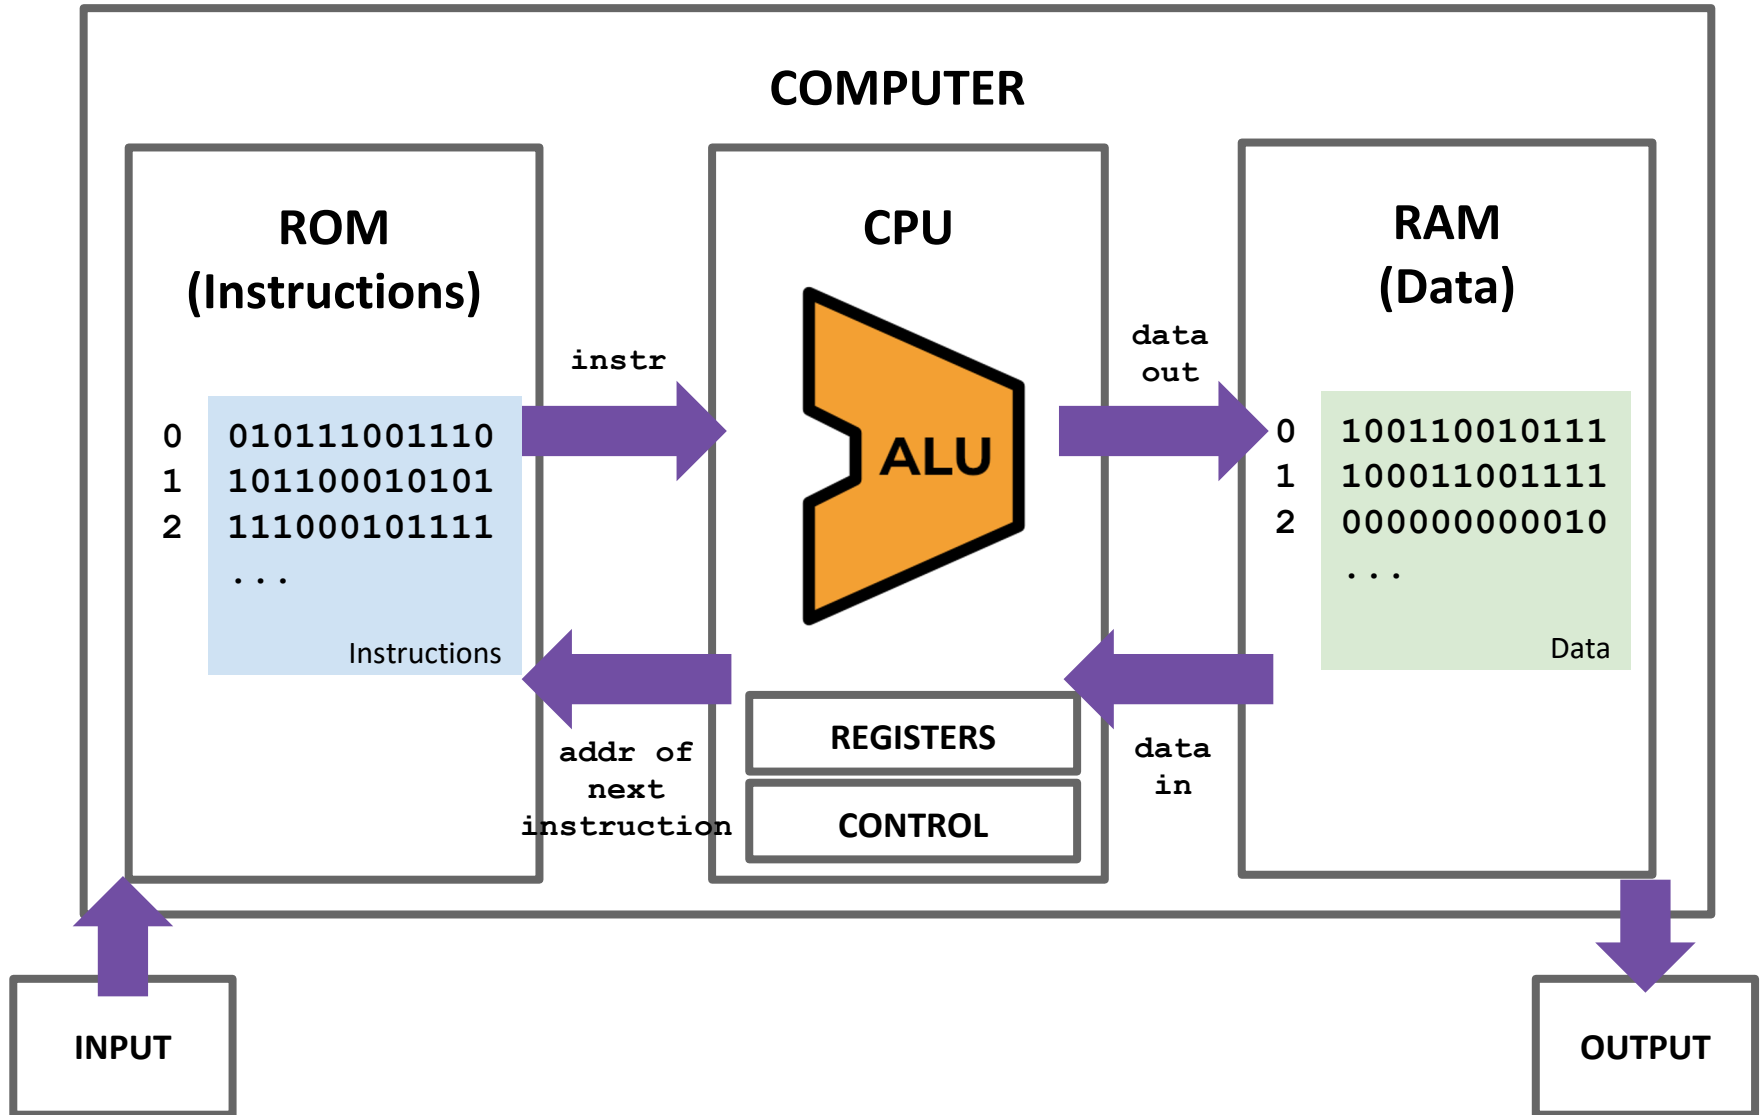 COMPUTER
ROM
(Instructions)
instr
0 010111001110
1 101100010101
2 111000101111
...
Instructions
addr of
next
instruction
CPU
ALU
REGISTERS
CONTROL
data
out
data
in
RAM
(Data)
0 100110010111
1 100011001111
2 000000000010
...
Data
INPUT
OUTPUT